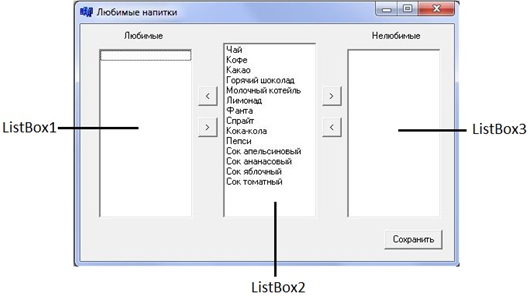 Любимые напитки
Любимые
Нелюбимые
Чай
Кофе
Какао
Горячий шоколад
Молочный котейль
Лимонад
Фанта
Спрайт
Кока-кола
Пепси
Сок апельсиновый
Сок ананасовый
Сок яблочный
Сок томатный
<
>
>
<
ListBox1
ListBox3
Сохранить
ListBox2